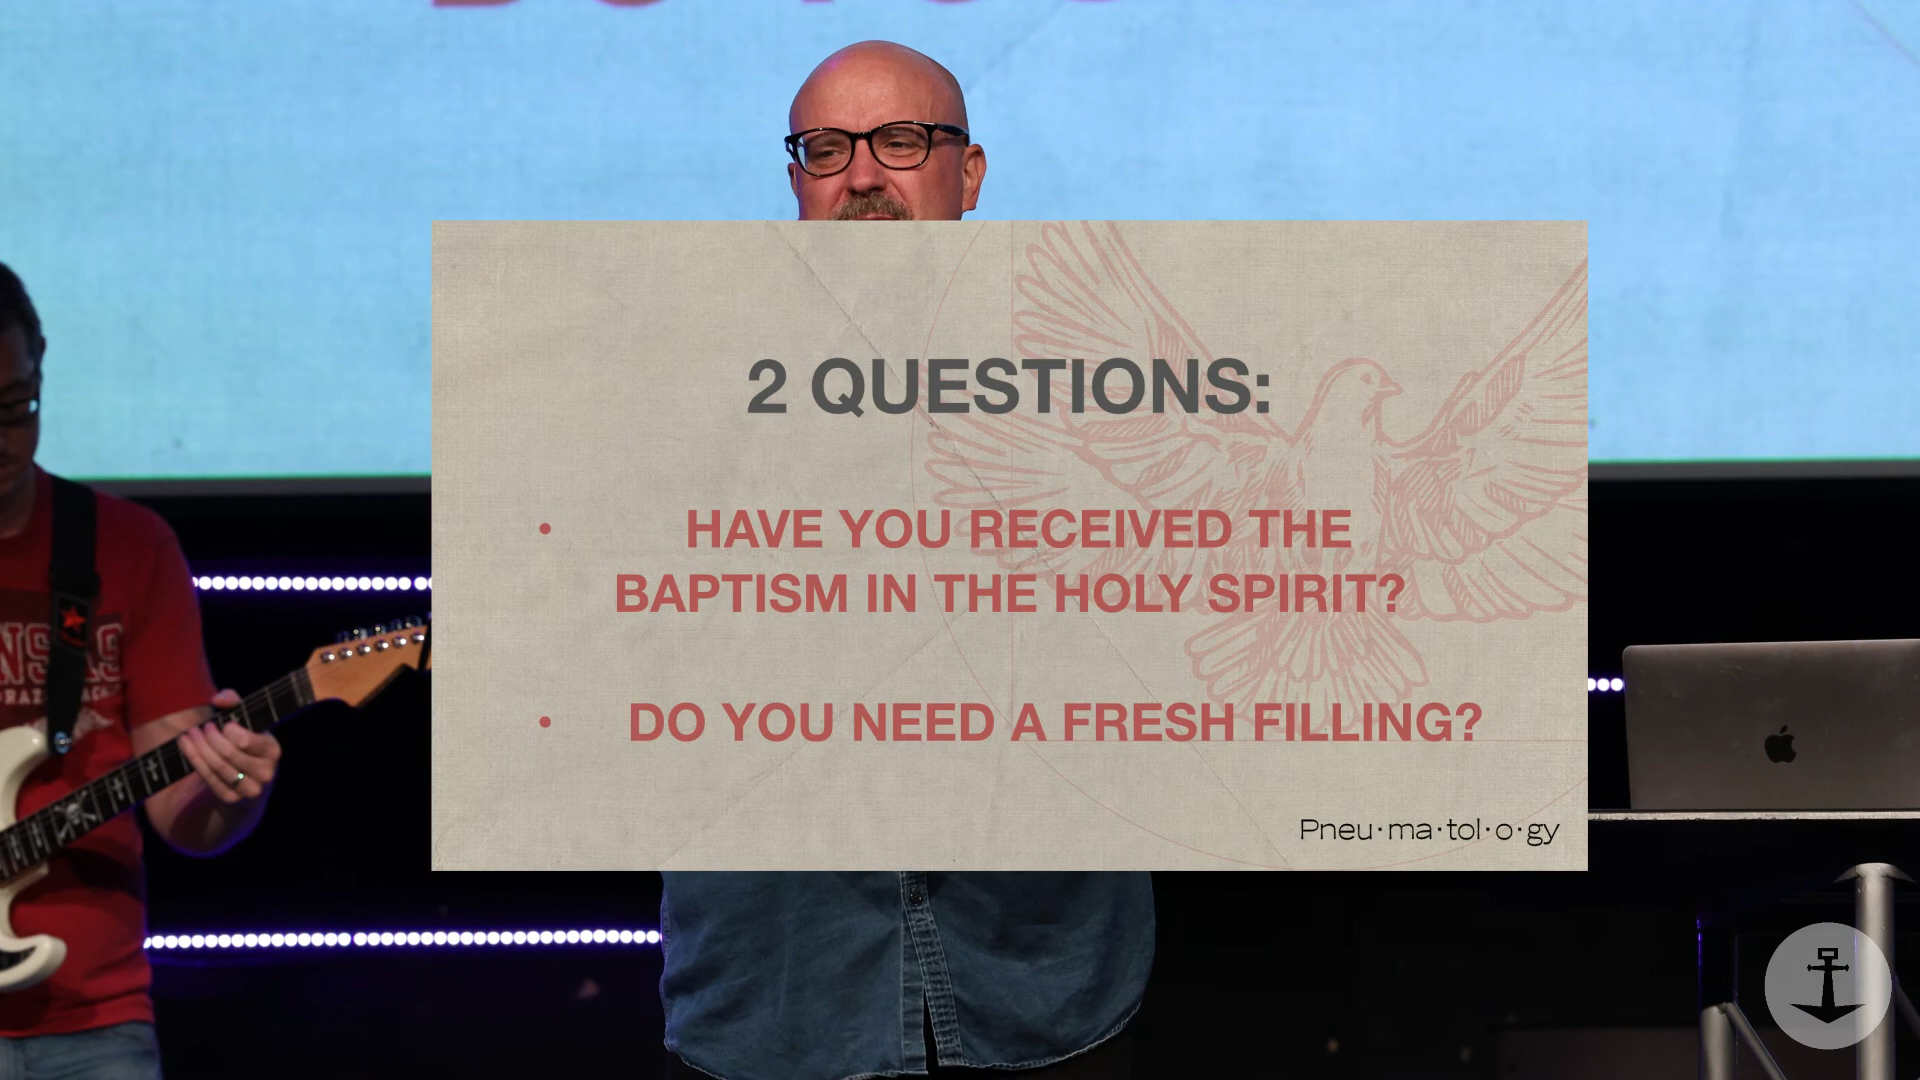 2 QUESTIONS:
• HAVE YOU RECEIVED THE
BAPTISM IN THE HOLY SPIRIT?
• DO YOU NEED A FRESH FILLING?
Pneu·ma·tol·o·gy